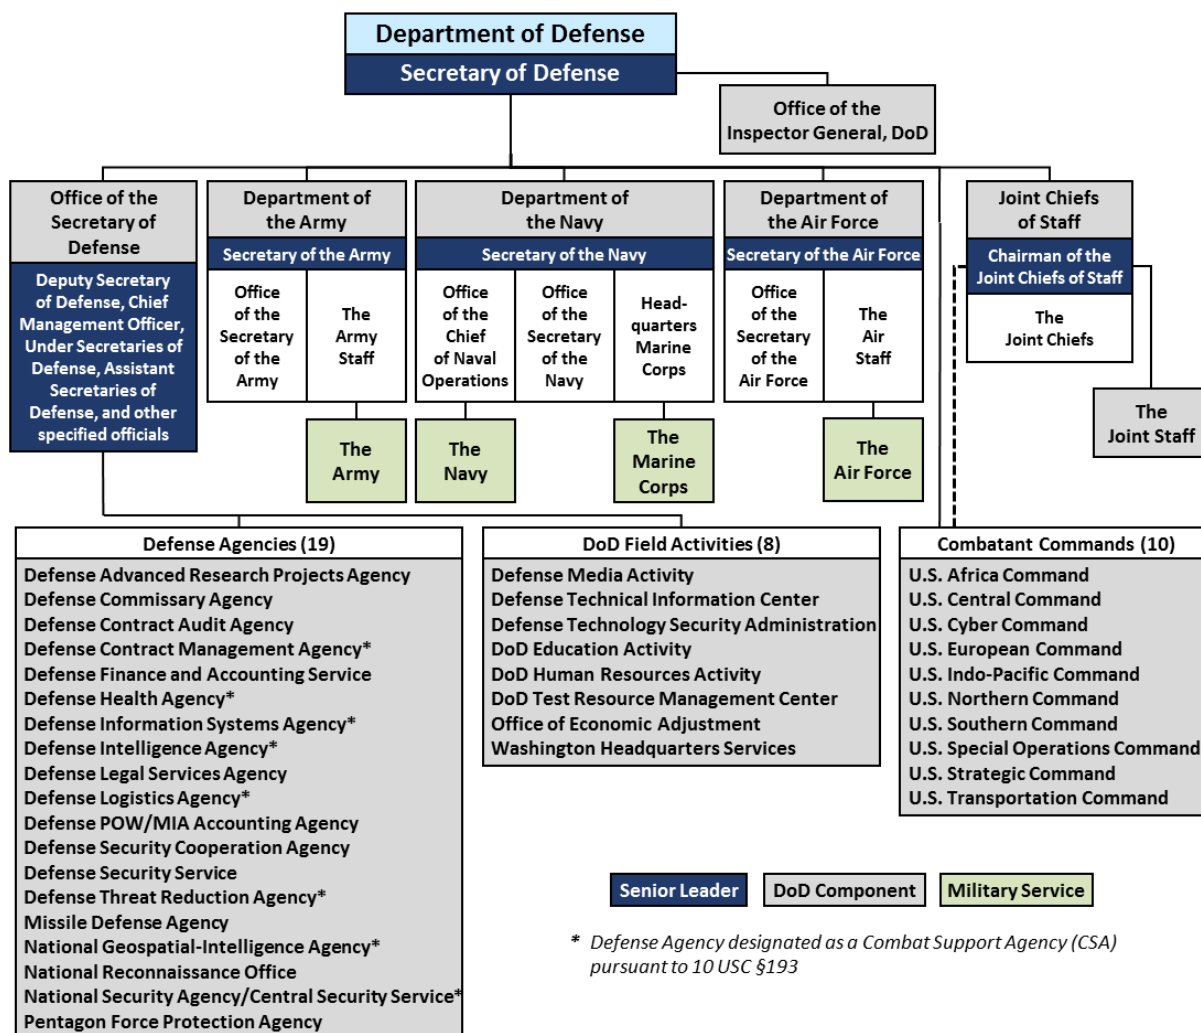 Department of Defense
Secretary of Defense
Office of the
Inspector General, DoD
Office of the
Secretary of
Defense
Deputy Secretary
of Defense, Chief
Management Officer,
Under Secretaries of
Defense, Assistant
Secretaries of
Defense, and other
specified officials
Department of
the Army
Secretary of the Army
Office
of the
Secretary
of the
Army
The
Army
Staff
The
Army
Department of
the Navy
Secretary of the Navy
Office
of the
Chief
of Naval
Operations
Office
of the
Secretary
of the
Navy
Head-
quarters
Marine
Corps
The
Navy
The
Marine
Corps
Department of
the Air Force
Secretary of the Air Force
Office
of the
Secretary
of the
Air Force
The
Air
Staff
The
Air Force
Joint Chiefs
of Staff
Chairman of the
Joint Chiefs of Staff
The
Joint Chiefs
The
Joint Staff
Defense Agencies (19)
Defense Advanced Research Projects Agency
Defense Commissary Agency
Defense Contract Audit Agency
Defense Contract Management Agency*
Defense Finance and Accounting Service
Defense Health Agency*
Defense Information Systems Agency*
Defense Intelligence Agency*
Defense Legal Services Agency
Defense Logistics Agency*
Defense POW/MIA Accounting Agency
Defense Security Cooperation Agency
Defense Security Service
Defense Threat Reduction Agency*
Missile Defense Agency
National Geospatial-Intelligence Agency*
National Reconnaissance Office
National Security Agency/Central Security Service*
Pentagon Force Protection Agency
DoD Field Activities (8)
Defense Media Activity
Defense Technical Information Center
Defense Technology Security Administration
DoD Education Activity
DoD Human Resources Activity
DoD Test Resource Management Center
Office of Economic Adjustment
Washington Headquarters Services
Combatant Commands (10)
U.S. Africa Command
U.S. Central Command
U.S. Cyber Command
U.S. European Command
U.S. Indo-Pacific Command
U.S. Northern Command
U.S. Southern Command
U.S. Special Operations Command
U.S. Strategic Command
U.S. Transportation Command
Senior Leader
DoD Component
Military Service
* Defense Agency designated as a Combat Support Agency (CSA)
pursuant to 10 USC §193